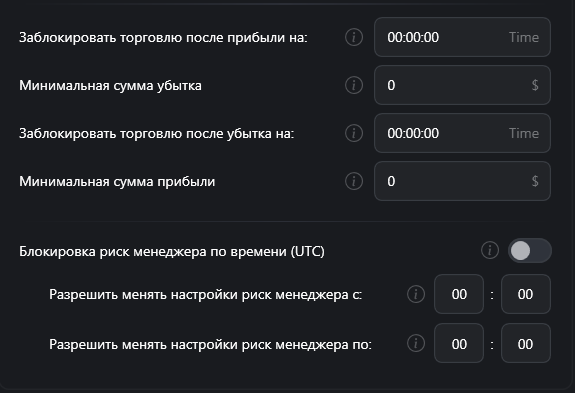 Заблокировать торговлю после прибыли на: 00:00:00 Time
Минимальная сумма убытка 0 $
Заблокировать торговлю после убытка на: 00:00:00 Time
Минимальная сумма прибыли 0 $
Блокировка риск менеджера по времени (UTC)
Разрешить менять настройки риск менеджера с: 00 : 00
Разрешить менять настройки риск менеджера по: 00 : 00